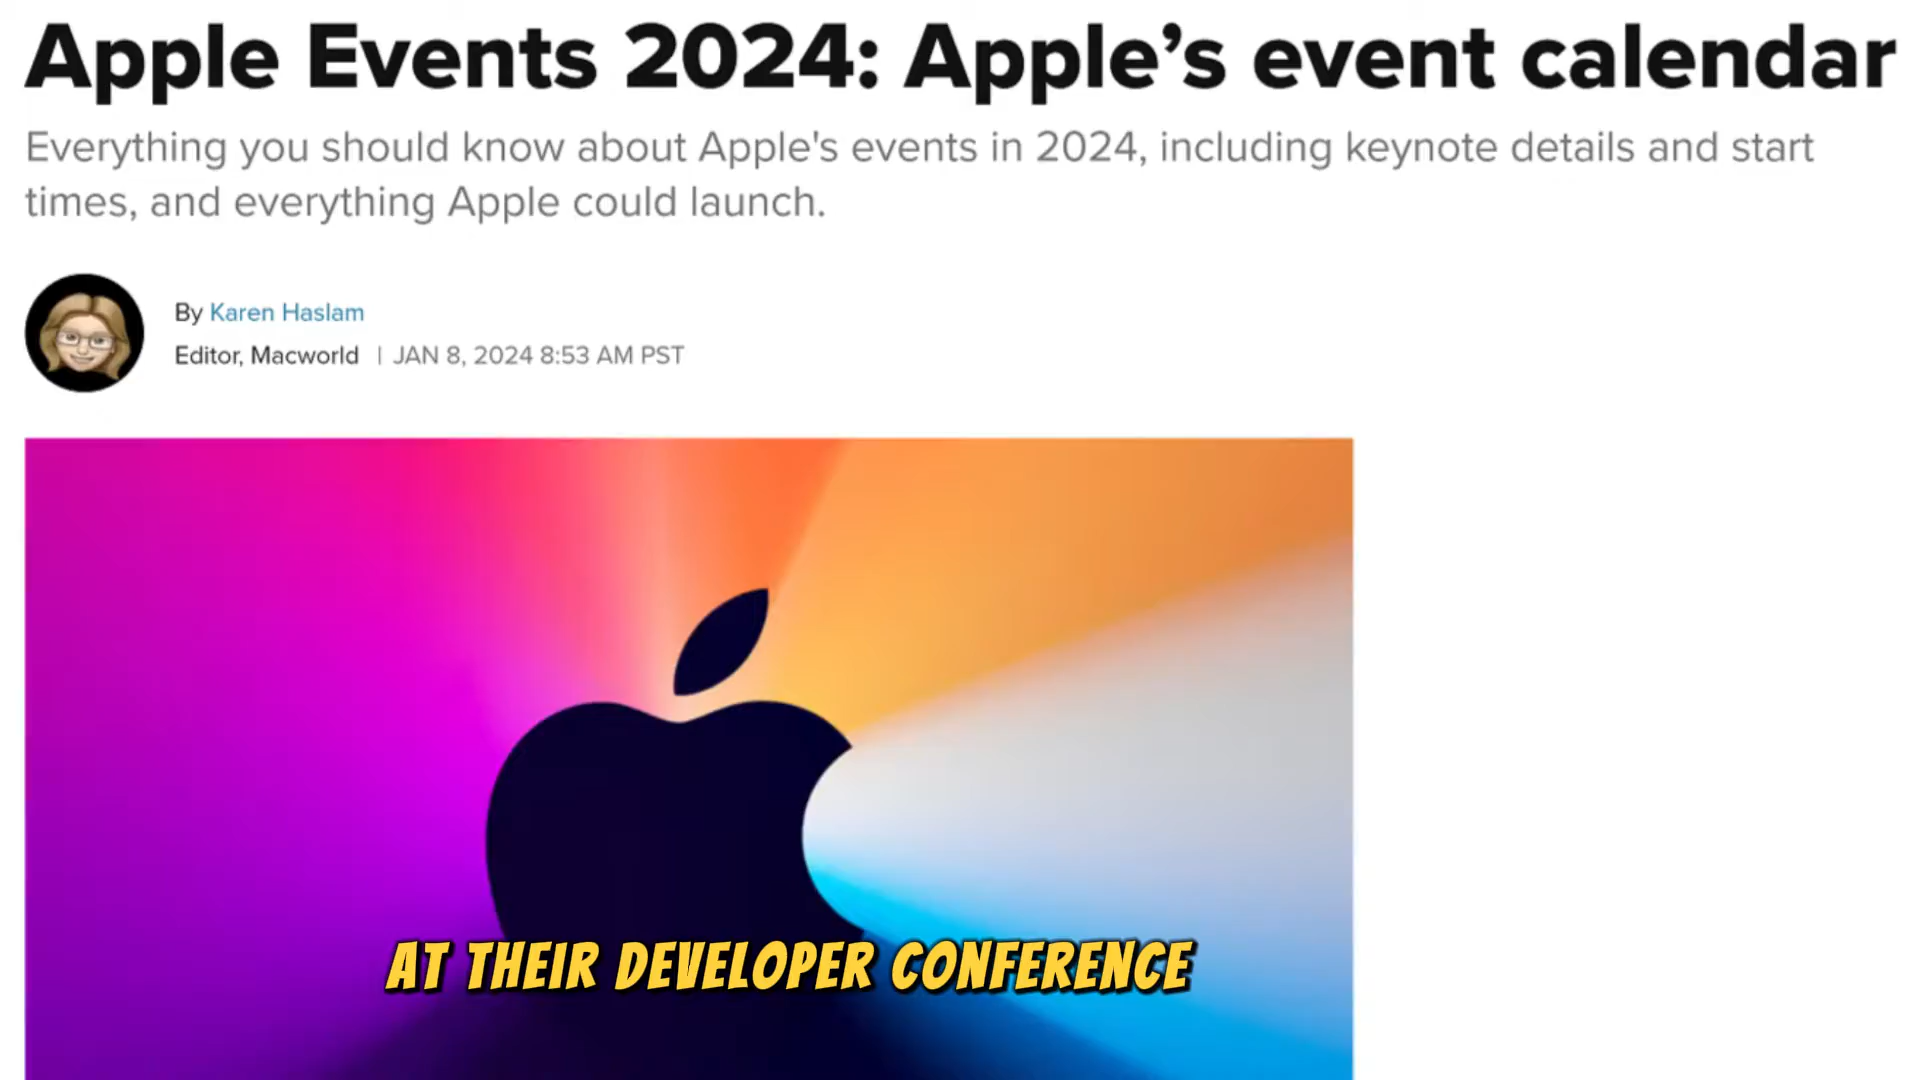 Apple Events 2024: Apple’s event calendar
Everything you should know about Apple's events in 2024, including keynote details and start
times, and everything Apple could launch.
By Karen Haslam
Editor, Macworld | JAN 8, 2024 8:53 AM PST
AT THEIR DEVELOPER CONFERENCE